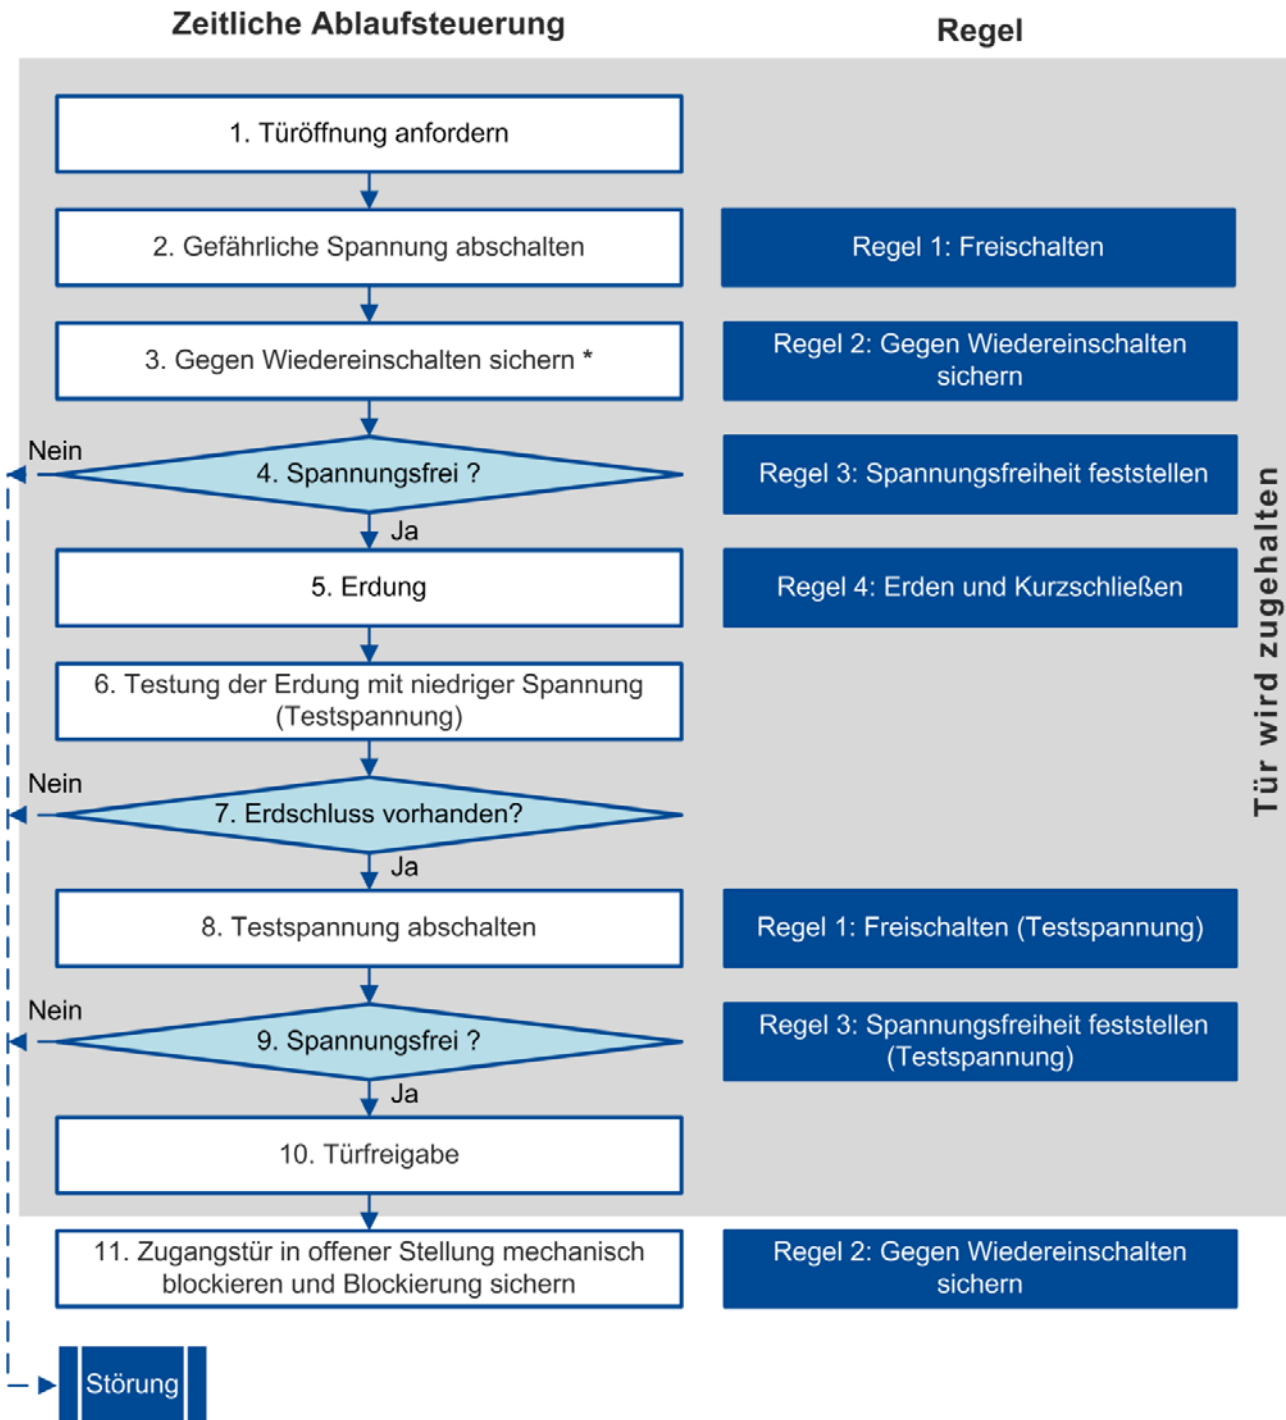 Zeitliche Ablaufsteuerung
Regel
1. Türöffnung anfordern
2. Gefährliche Spannung abschalten
Regel 1: Freischalten
3. Gegen Wiedereinschalten sichern *
Regel 2: Gegen Wiedereinschalten
sichern
Nein
4. Spannungsfrei ?
Regel 3: Spannungsfreiheit feststellen
Ja
5. Erdung
Regel 4: Erden und Kurzschließen
6. Testung der Erdung mit niedriger Spannung
(Testspannung)
Nein
7. Erdschluss vorhanden?
Ja
8. Testspannung abschalten
Regel 1: Freischalten (Testspannung)
Nein
9. Spannungsfrei ?
Regel 3: Spannungsfreiheit feststellen
(Testspannung)
Ja
10. Türfreigabe
Tür wird zugehalten
11. Zugangstür in offener Stellung mechanisch
blockieren und Blockierung sichern
Regel 2: Gegen Wiedereinschalten
sichern
Störung